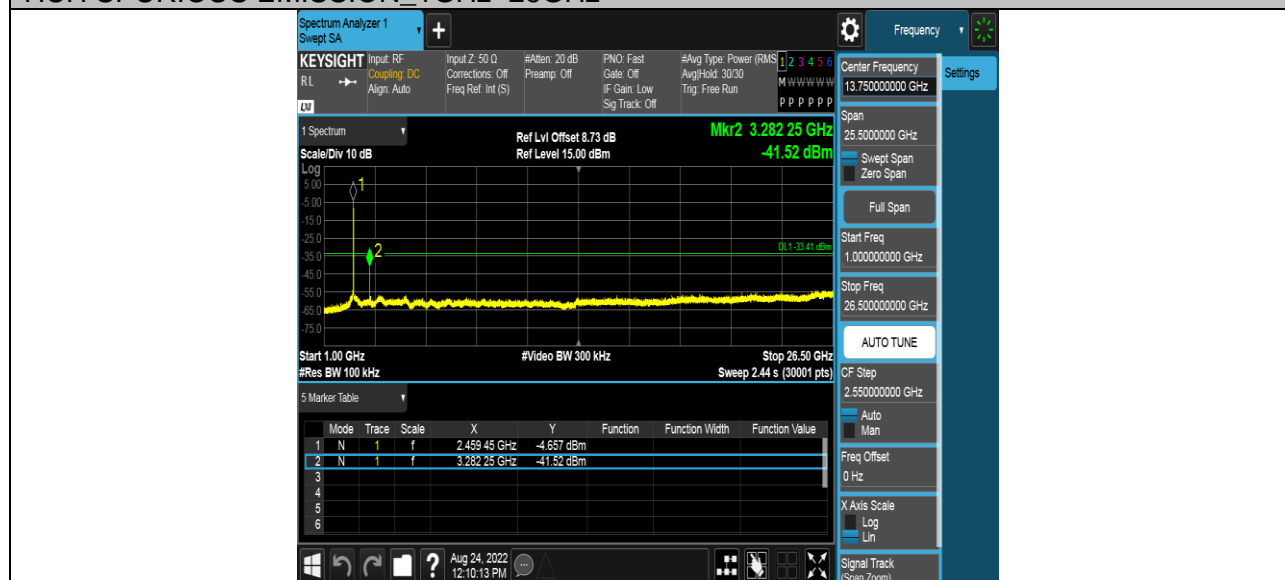 Spectrum Analyzer 1
Swept SA
+
Frequency
KEYSIGHT
RL
LXI
Input: RF
Coupling: DC
Align: Auto
Input Z: 50 Ω
Corrections: Off
Freq Ref: Int (S)
#Atten: 20 dB
Preamp: Off
PNO: Fast
Gate: Off
IF Gain: Low
Sig Track: Off
#Avg Type: Power (RMS
Avg|Hold: 30/30
Trig: Free Run
1 2 3 4 5 6
M W W W W W
P P P P P P
1 Spectrum
Scale/Div 10 dB
Ref Lvl Offset 8.73 dB
Ref Level 15.00 dBm
Mkr2 3.282 25 GHz
-41.52 dBm
Log
5.00
-5.00
-15.0
-25.0
-35.0
-45.0
-55.0
-65.0
-75.0
1
2
DL1 -33.41 dBm
Start 1.00 GHz
#Res BW 100 kHz
#Video BW 300 kHz
Stop 26.50 GHz
Sweep 2.44 s (30001 pts)
5 Marker Table
Mode Trace Scale X Y Function Function Width Function Value
1 N 1 f 2.459 45 GHz -4.657 dBm
2 N 1 f 3.282 25 GHz -41.52 dBm
3
4
5
6
?
Aug 24, 2022
12:10:13 PM
Center Frequency
13.750000000 GHz
Settings
Span
25.5000000 GHz
Swept Span
Zero Span
Full Span
Start Freq
1.000000000 GHz
Stop Freq
26.500000000 GHz
AUTO TUNE
CF Step
2.550000000 GHz
Auto
Man
Freq Offset
0 Hz
X Axis Scale
Log
Lin
Signal Track
(Span Zoom)